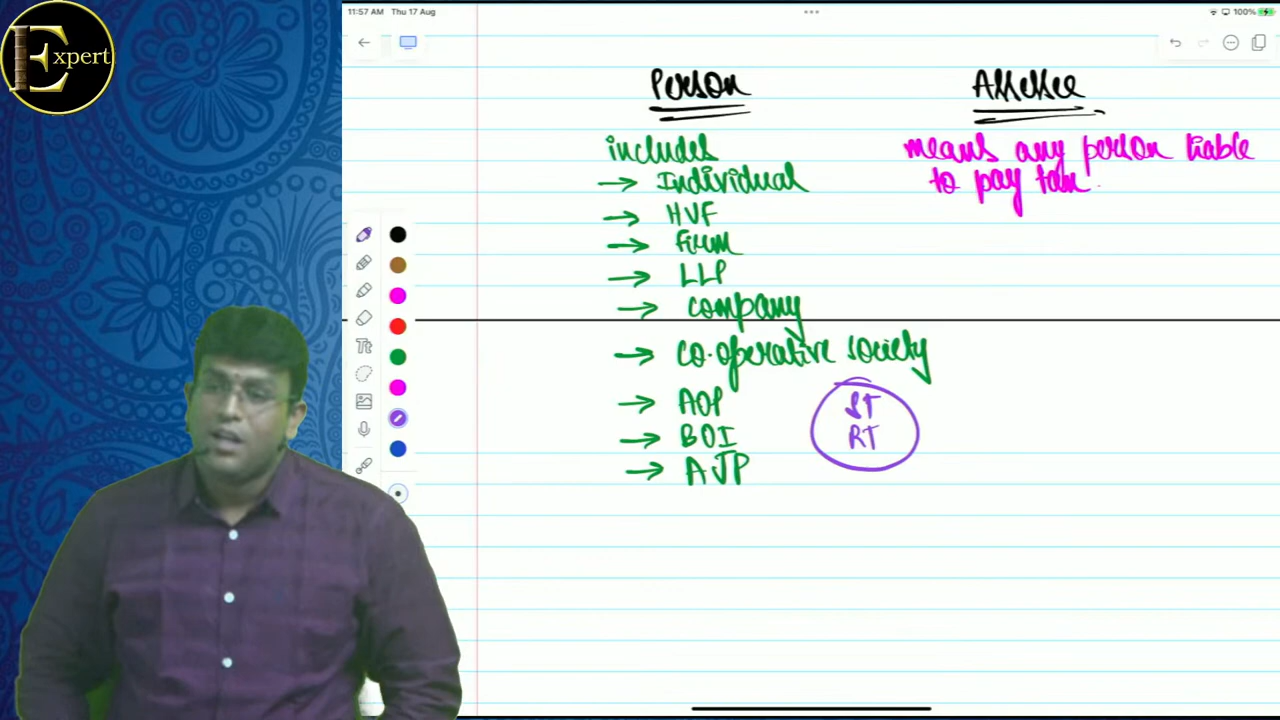 Expert
11:57 AM Thu 17 Aug
100%
Person
includes
→ Individual
→ HUF
→ Firm
→ LLP
→ company
→ co.operative society
→ AOP
→ BOI
→ AJP
ST
RT
Assessee
means any person liable
to pay tax.
Tt